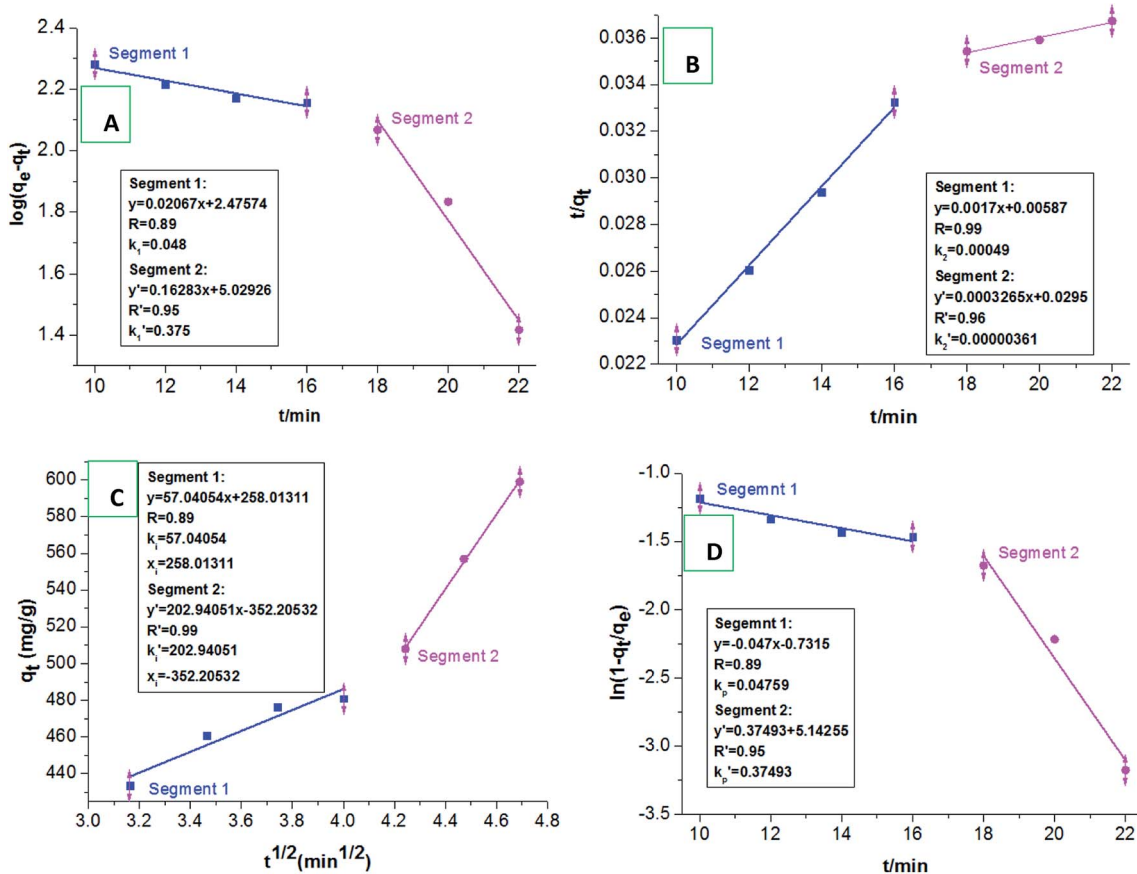 A
Segment 1
Segment 2
Segment 1:
y=0.02067x+2.47574
R=0.89
k1=0.048
Segment 2:
y'=0.16283x+5.02926
R'=0.95
k1'=0.375
log(qe-qt)
2.4
2.2
2.0
1.8
1.6
1.4
10 12 14 16 18 20 22
t/min
B
Segment 2
Segment 1
Segment 1:
y=0.0017x+0.00587
R=0.99
k2=0.00049
Segment 2:
y'=0.0003265x+0.0295
R'=0.96
k2'=0.00000361
t/qt
0.036
0.034
0.032
0.030
0.028
0.026
0.024
0.022
10 12 14 16 18 20 22
t/min
C
Segment 1:
y=57.04054x+258.01311
R=0.89
ki=57.04054
xi=258.01311
Segment 2:
y'=202.94051x-352.20532
R'=0.99
ki'=202.94051
xi=-352.20532
Segment 2
Segment 1
qt (mg/g)
600
580
560
540
520
500
480
460
440
3.0 3.2 3.4 3.6 3.8 4.0 4.2 4.4 4.6 4.8
t1/2(min1/2)
D
Segemnt 1
Segment 2
Segemnt 1:
y=-0.047x-0.7315
R=0.89
kp=0.04759
Segment 2:
y'=0.37493+5.14255
R'=0.95
kp'=0.37493
ln(1-qt/qe)
-1.0
-1.5
-2.0
-2.5
-3.0
-3.5
10 12 14 16 18 20 22
t/min